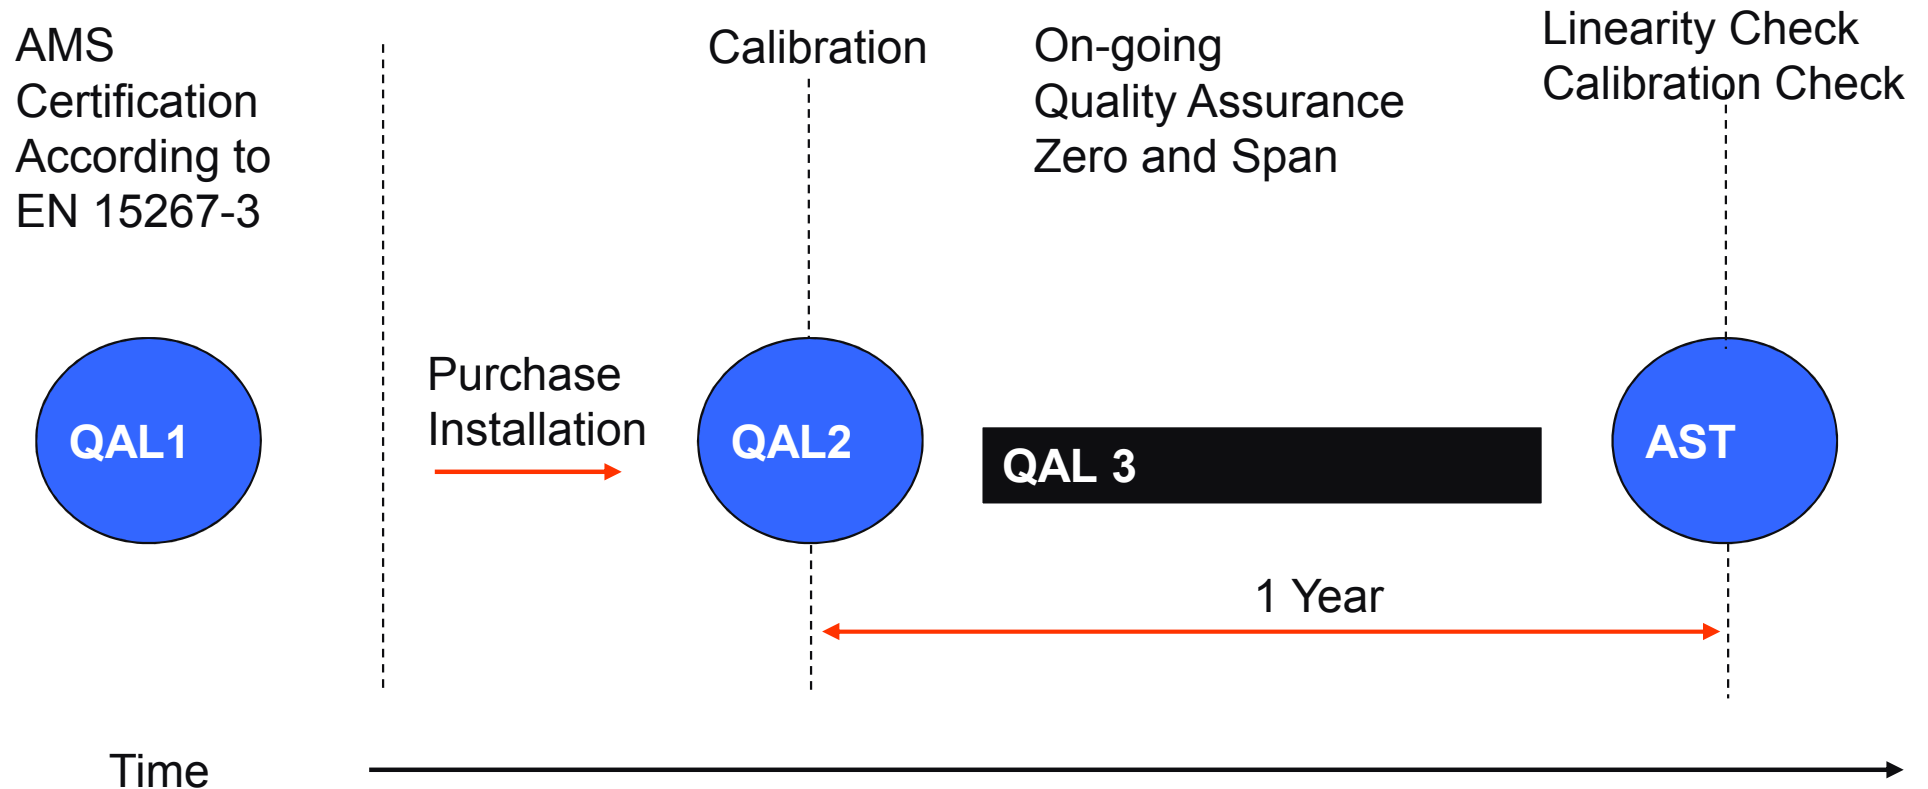 AMS
Certification
According to
EN 15267-3
Calibration
On-going
Quality Assurance
Zero and Span
Linearity Check
Calibration Check
QAL1
Purchase
Installation
QAL2
QAL 3
AST
1 Year
Time